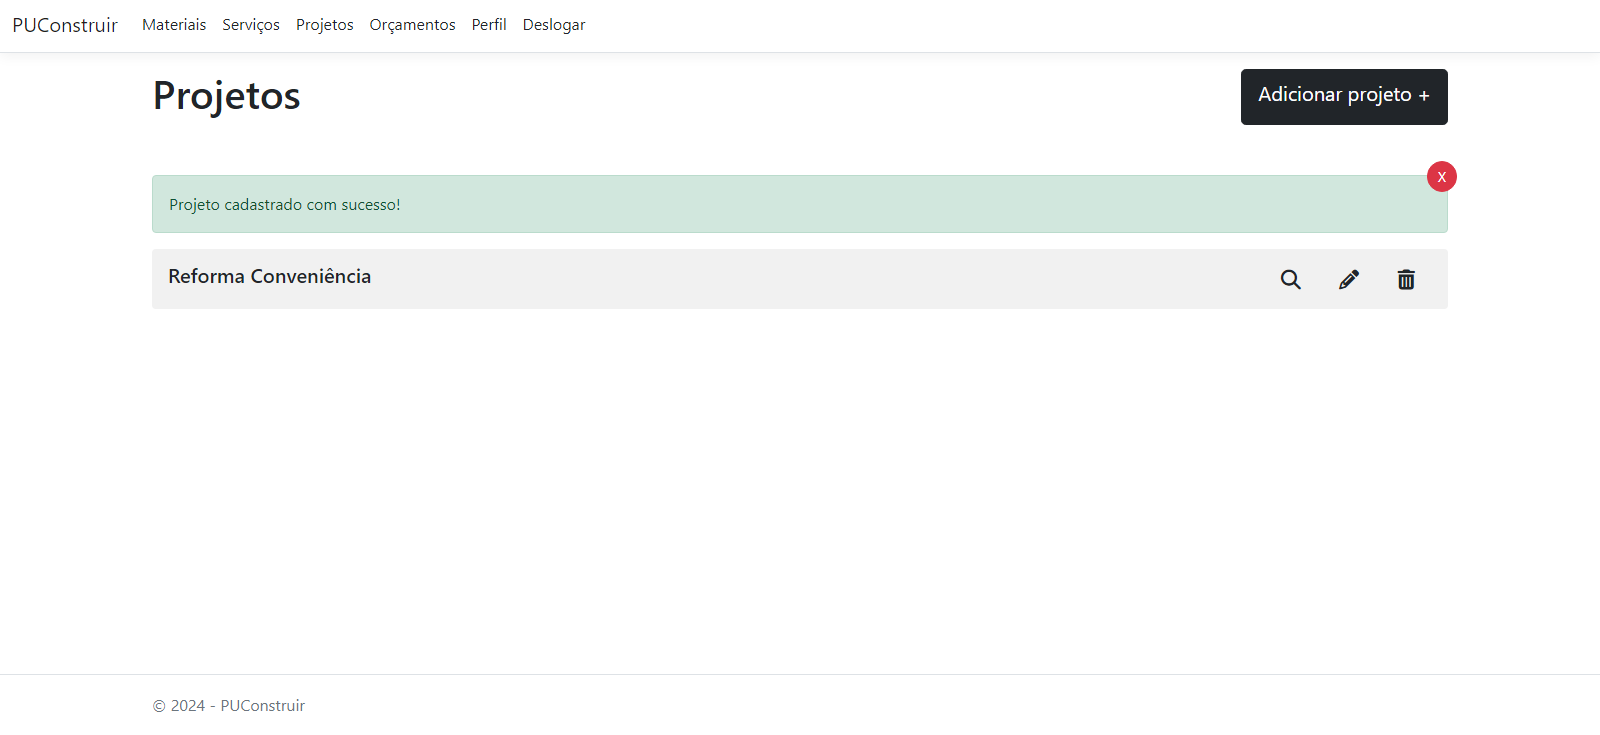 PUConstruir Materiais Serviços Projetos Orçamentos Perfil Deslogar
Projetos
Adicionar projeto +
X
Projeto cadastrado com sucesso!
Reforma Conveniência
© 2024 - PUConstruir